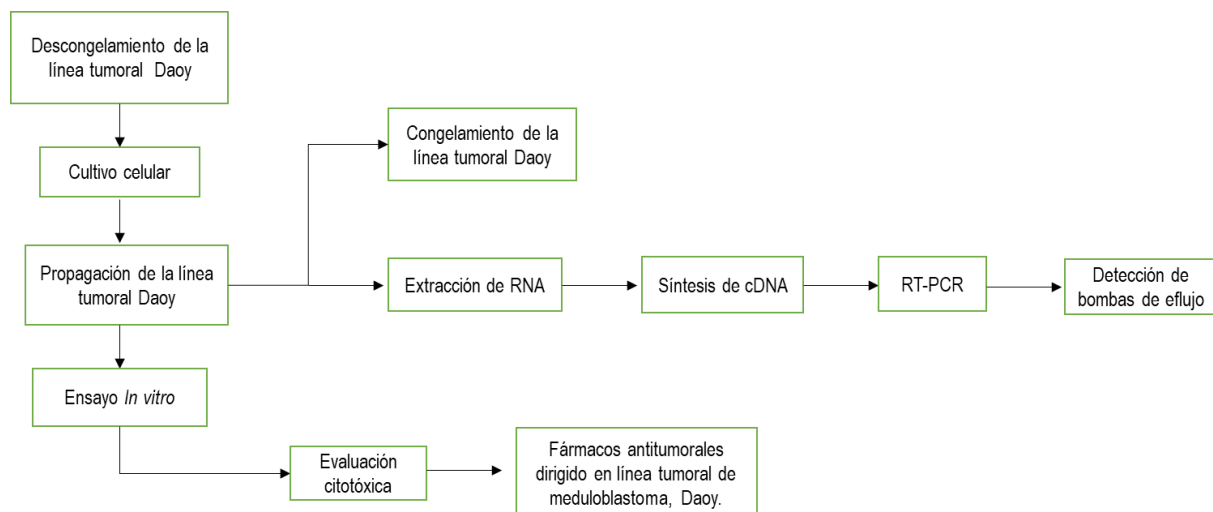 Descongelamiento de la
línea tumoral Daoy
Cultivo celular
Propagación de la línea
tumoral Daoy
Congelamiento de la
línea tumoral Daoy
Extracción de RNA
Síntesis de cDNA
RT-PCR
Detección de
bombas de eflujo
Ensayo In vitro
Evaluación
citotóxica
Fármacos antitumorales
dirigido en línea tumoral de
meduloblastoma, Daoy.